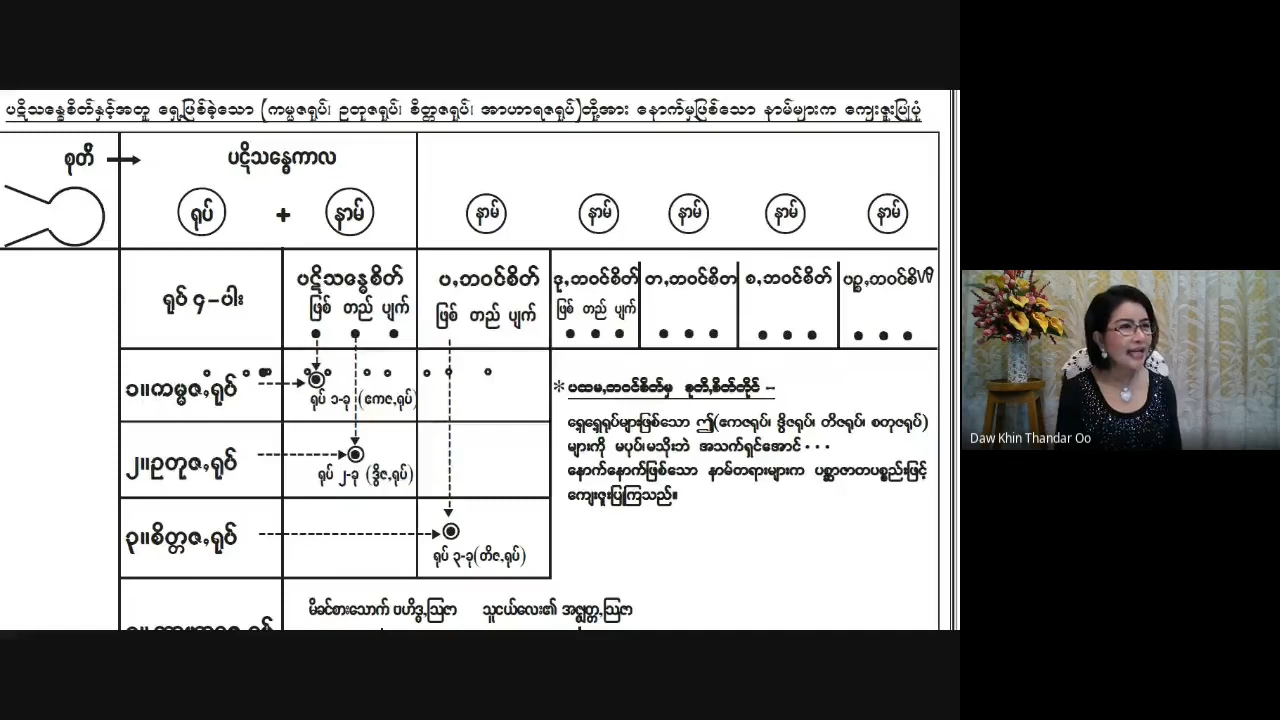 ပဋိသန္ဓေစိတ်နှင့်အတူ ရှေ့ဖြစ်ခဲ့သော (ကမ္မဇရုပ်၊ ဥတုဇရုပ်၊ စိတ္တဇရုပ်၊ အာဟာရဇရုပ်)တို့အား နောက်မှဖြစ်သော နာမ်များက ကျေးဇူးပြုပုံ
စုတိ ပဋိသန္ဓေကာလ
ရုပ် + နာမ် နာမ် နာမ် နာမ် နာမ် နာမ်
ရုပ် ၄-ပါး ပဋိသန္ဓေစိတ် ပ,ဘဝင်စိတ် ဒု,ဘဝင်စိတ် တ,ဘဝင်စိတ် စ,ဘဝင်စိတ်
ဖြစ် တည် ပျက် ဖြစ် တည် ပျက် ဖြစ် တည် ပျက်
၁။ကမ္မဇ,ရုပ်
ရုပ် ၁-ခု (ဧကဇ,ရုပ်)
၂။ဥတုဇ,ရုပ်
ရုပ် ၂-ခု (ဒွိဇ,ရုပ်)
၃။စိတ္တဇ,ရုပ်
ရုပ် ၃-ခု(တိဇ,ရုပ်)
* ပထမ,ဘဝင်စိတ်မှ စုတိ,စိတ်တိုင် --
ရှေ့ရှေ့ရုပ်များဖြစ်သော ဤ(ဧကဇရုပ်၊ ဒွိဇရုပ်၊ တိဇရုပ်၊ စတုဇရုပ်)
များကို မပုပ်၊မသိုးဘဲ အသက်ရှင်အောင် · · ·
နောက်နောက်ဖြစ်သော နာမ်တရားများက ပစ္ဆာဇာတပစ္စည်းဖြင့်
ကျေးဇူးပြုကြသည်။
မိခင်စားသောက် ဗဟိဒ္ဓ,ဩဇာ သူငယ်လေး၏ အဇ္ဈတ္တ,ဩဇာ
Daw Khin Thandar Oo